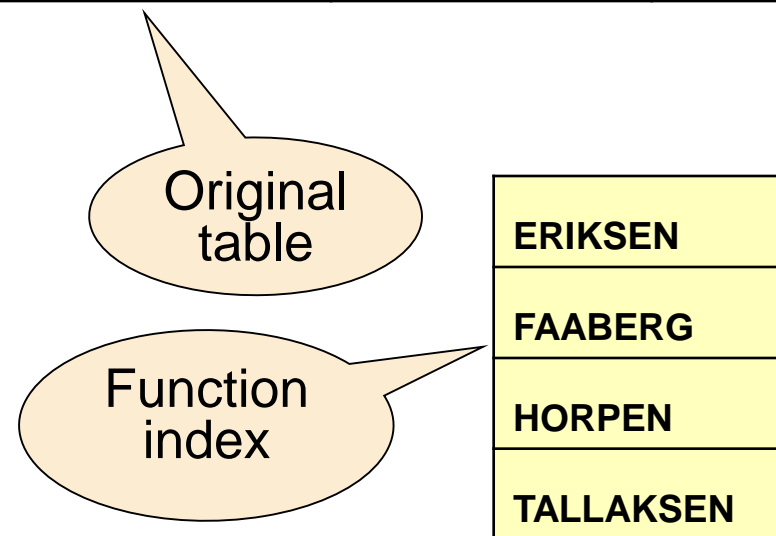 Original
table
ERIKSEN
FAABERG
Function
index
HORPEN
TALLAKSEN